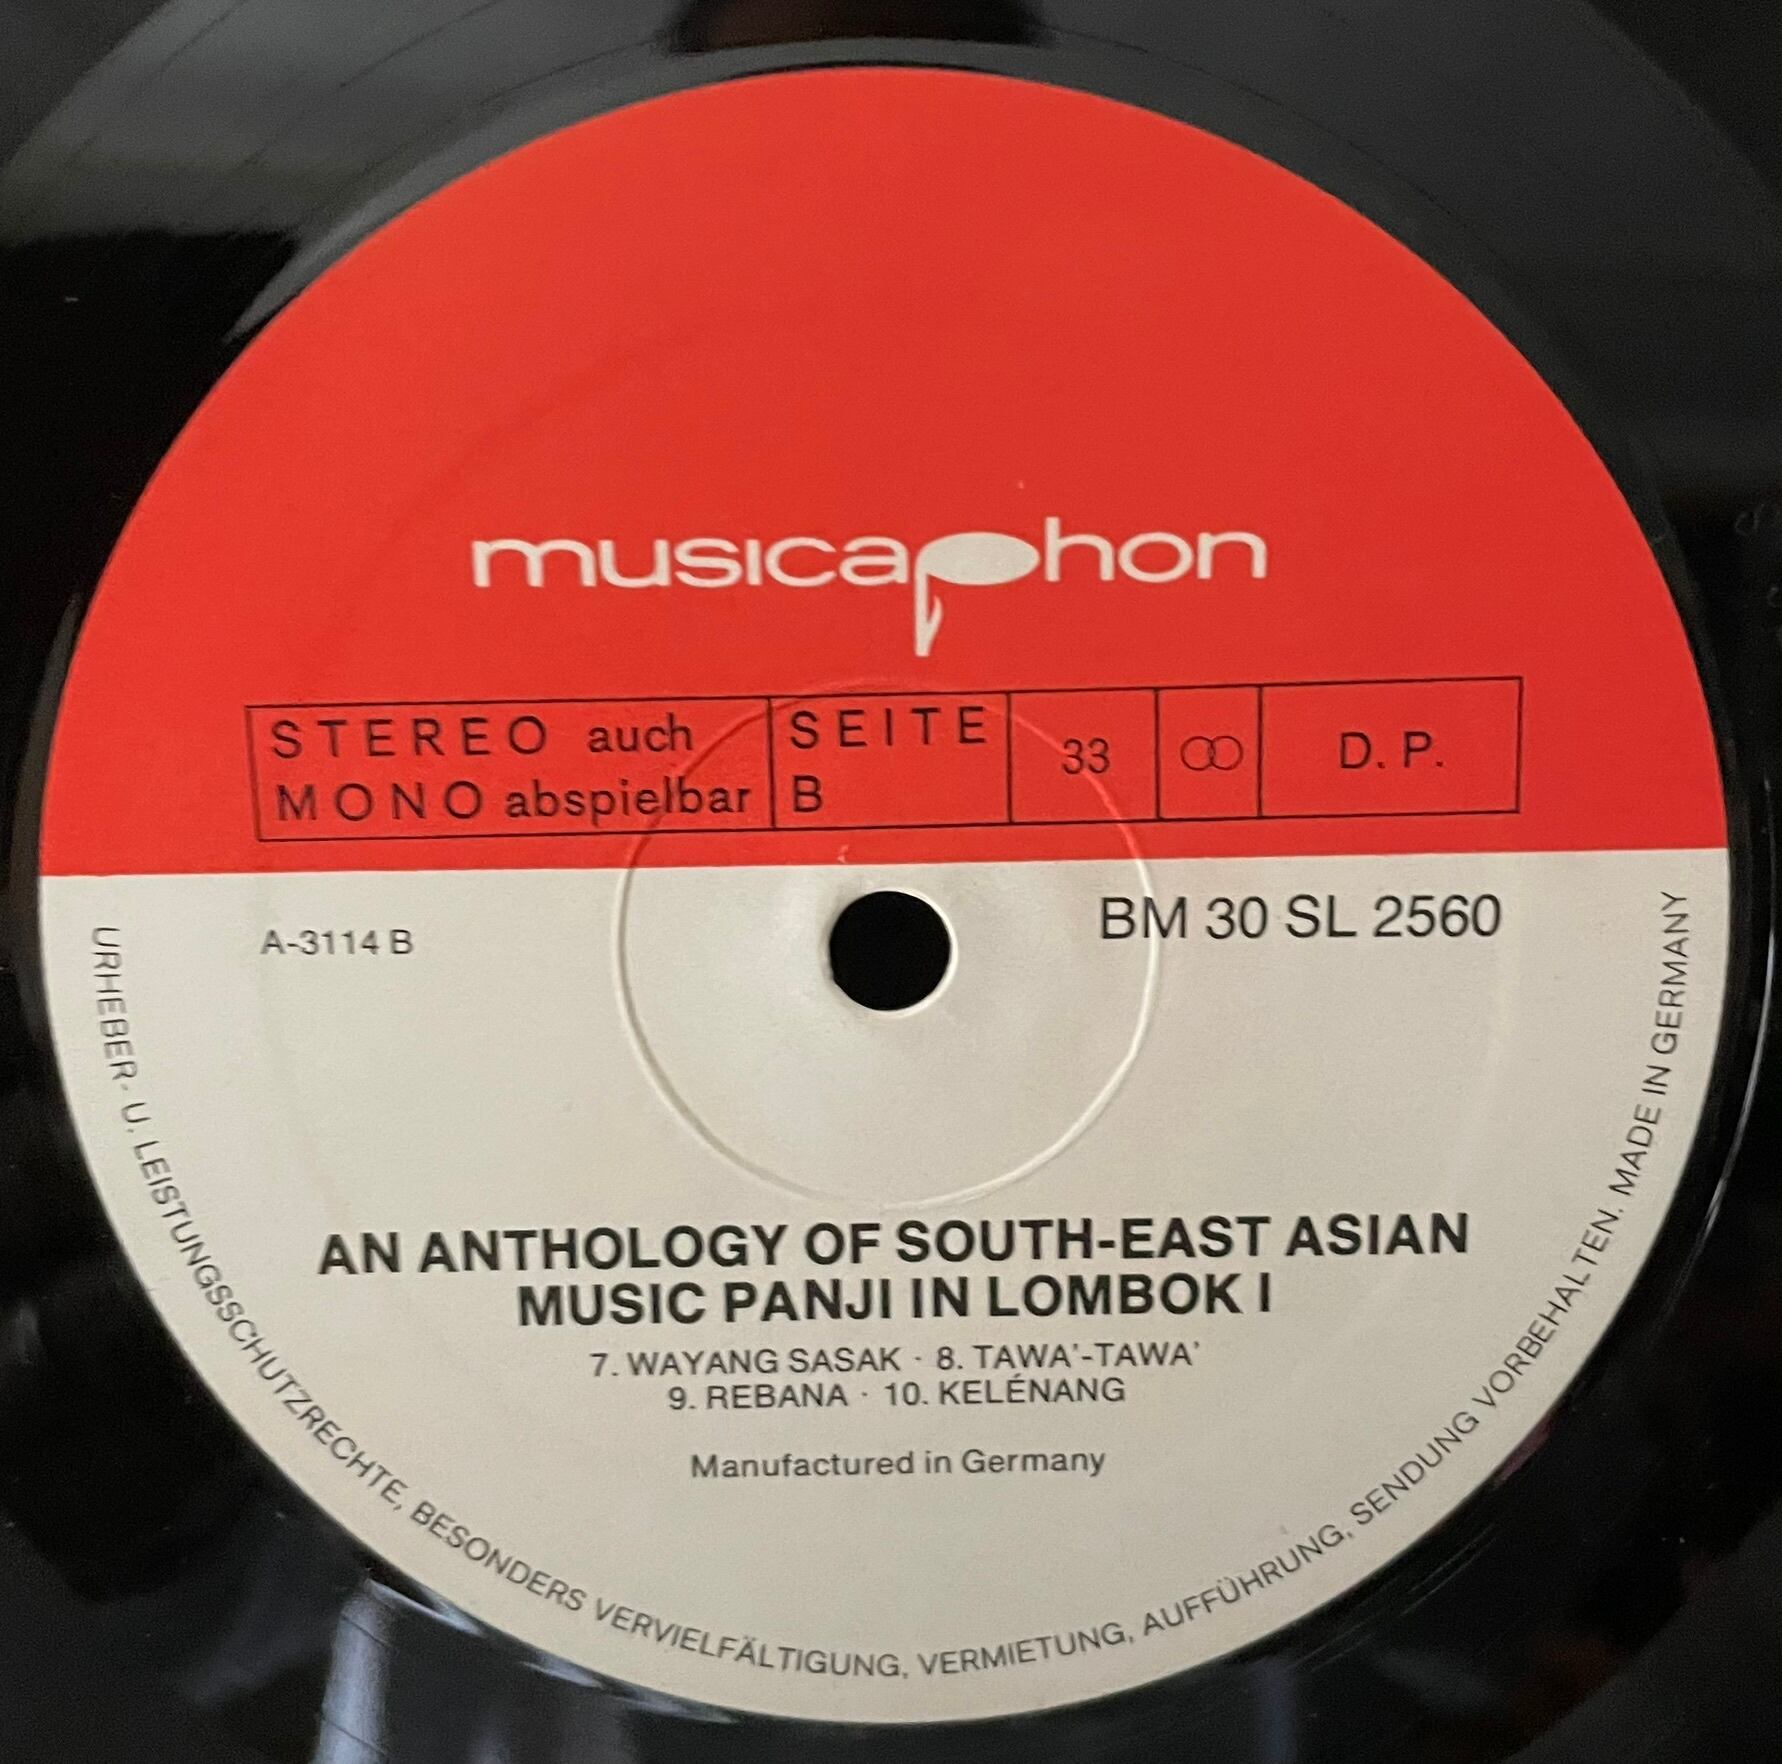 musicaphon
STEREO auch
MONO abspielbar
SEITE
B
33
D. P.
A-3114 B
BM 30 SL 2560
AN ANTHOLOGY OF SOUTH-EAST ASIAN
MUSIC PANJI IN LOMBOK I
7. WAYANG SASAK · 8. TAWA'-TAWA'
9. REBANA · 10. KELÉNANG
Manufactured in Germany
URHEBER- U. LEISTUNGSSCHUTZRECHTE, BESONDERS VERVIELFÄLTIGUNG, VERMIETUNG, AUFFÜHRUNG, SENDUNG VORBEHALTEN. MADE IN GERMANY